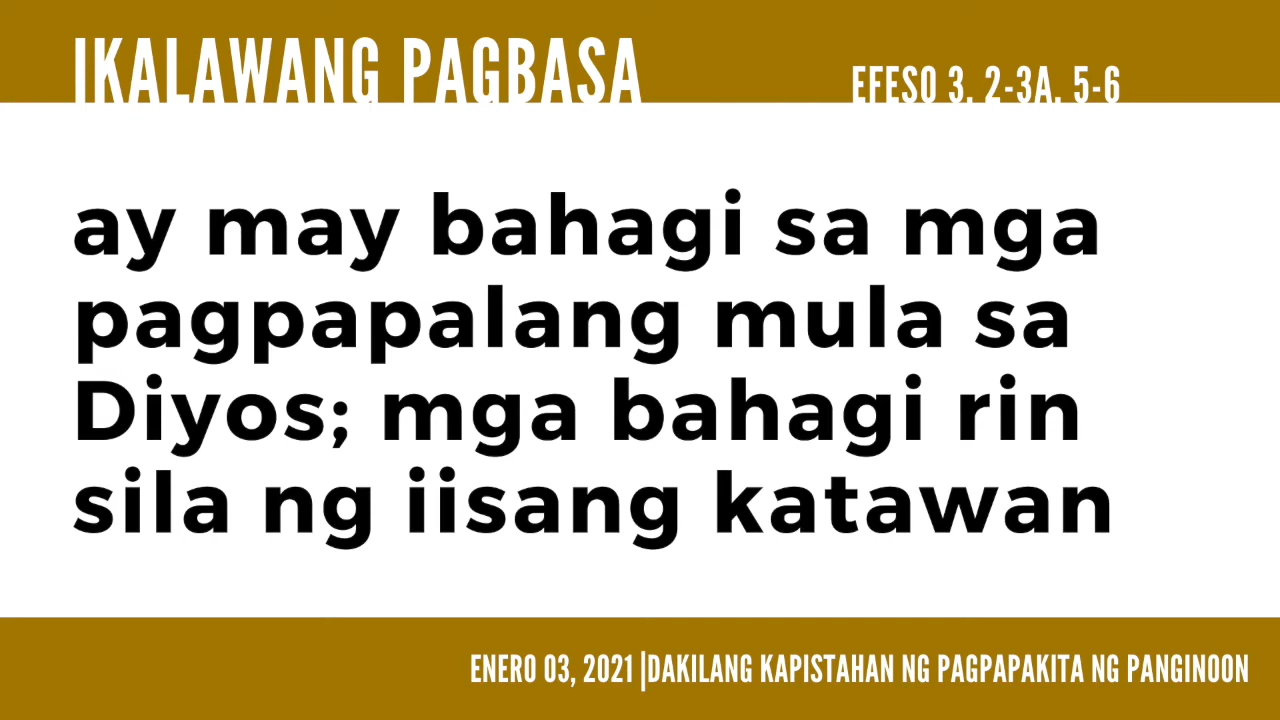 IKALAWANG PAGBASA
EFESO 3, 2-3A, 5-6
ay may bahagi sa mga
pagpapalang mula sa
Diyos; mga bahagi rin
sila ng iisang katawan
ENERO 03, 2021 |DAKILANG KAPISTAHAN NG PAGPAPAKITA NG PANGINOON